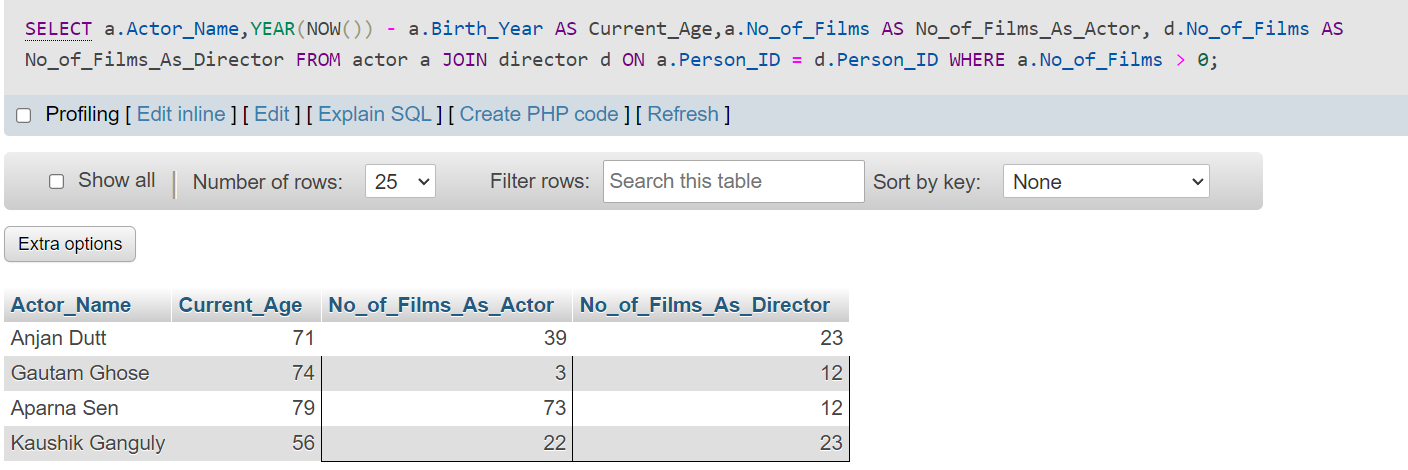 SELECT a.Actor_Name,YEAR(NOW()) - a.Birth_Year AS Current_Age,a.No_of_Films AS No_of_Films_As_Actor, d.No_of_Films AS
No_of_Films_As_Director FROM actor a JOIN director d ON a.Person_ID = d.Person_ID WHERE a.No_of_Films > 0;
Profiling [ Edit inline ] [ Edit ] [ Explain SQL ] [ Create PHP code ] [ Refresh ]
Show all | Number of rows: 25 Filter rows: Search this table Sort by key: None
Extra options
Actor_Name Current_Age No_of_Films_As_Actor No_of_Films_As_Director
Anjan Dutt 71 39 23
Gautam Ghose 74 3 12
Aparna Sen 79 73 12
Kaushik Ganguly 56 22 23